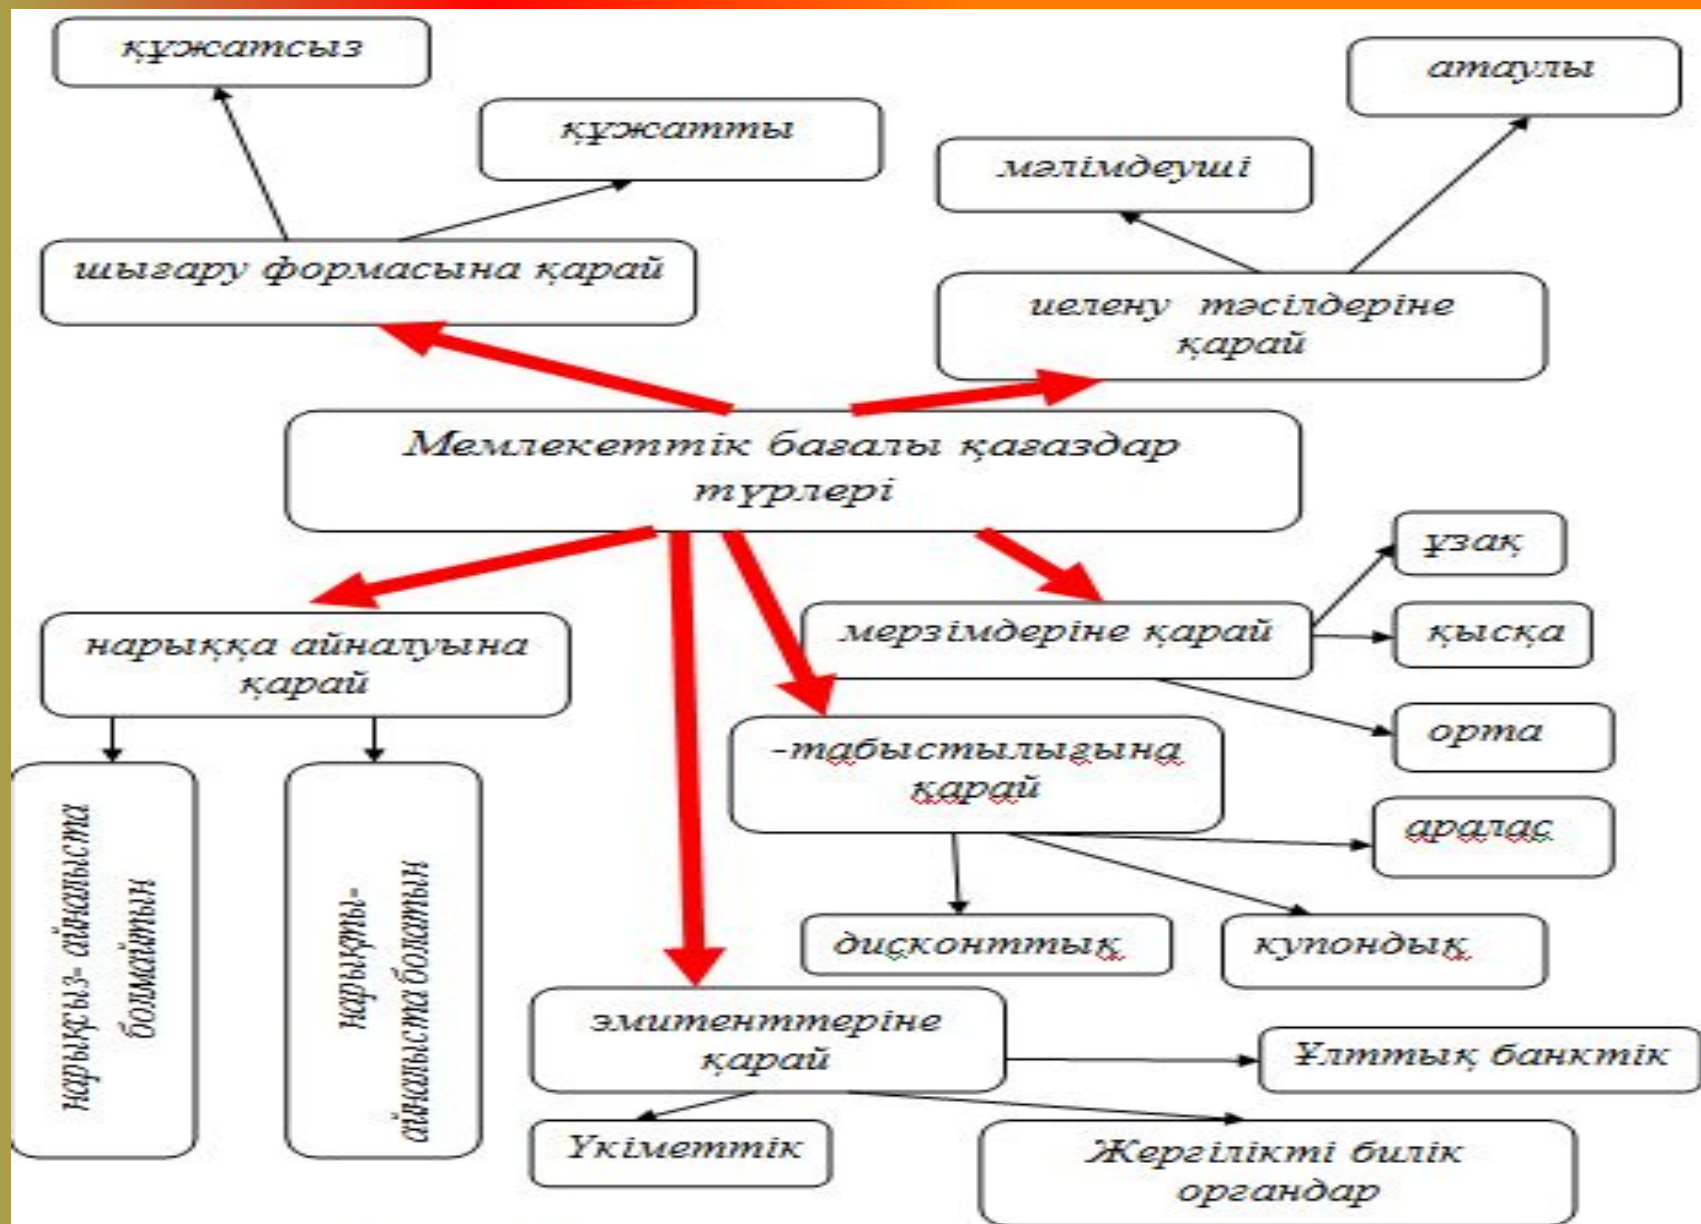 құжатсыз
атаулы
құжатты
мәлімдеуші
шығару формасына қарай
иелену тәсілдеріне
қарай
Мемлекеттік бағалы қағаздар
түрлері
ұзақ
нарыққа айналуына
қарай
мерзімдеріне қарай
қысқа
орта
-табыстылығына
қарай
аралас
нарықсыз- айналыста
болмайтын
нарықты-
айналыста болатын
дисконттық
купондық
эмитенттеріне
қарай
Ұлттық банктік
Үкіметтік
Жергілікті билік
органдар